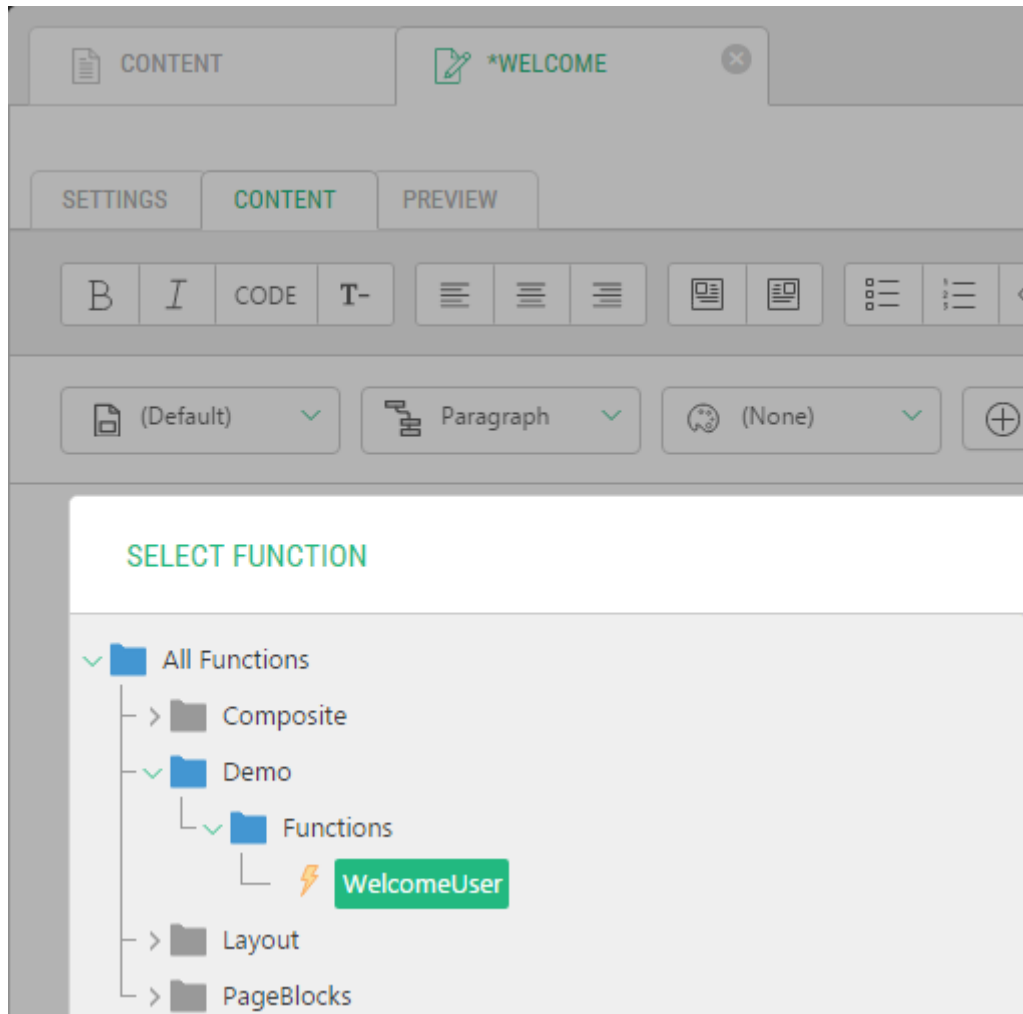 CONTENT *WELCOME
SETTINGS CONTENT PREVIEW
B I CODE T-
(Default) Paragraph (None)
SELECT FUNCTION
All Functions
Composite
Demo
Functions
WelcomeUser
Layout
PageBlocks